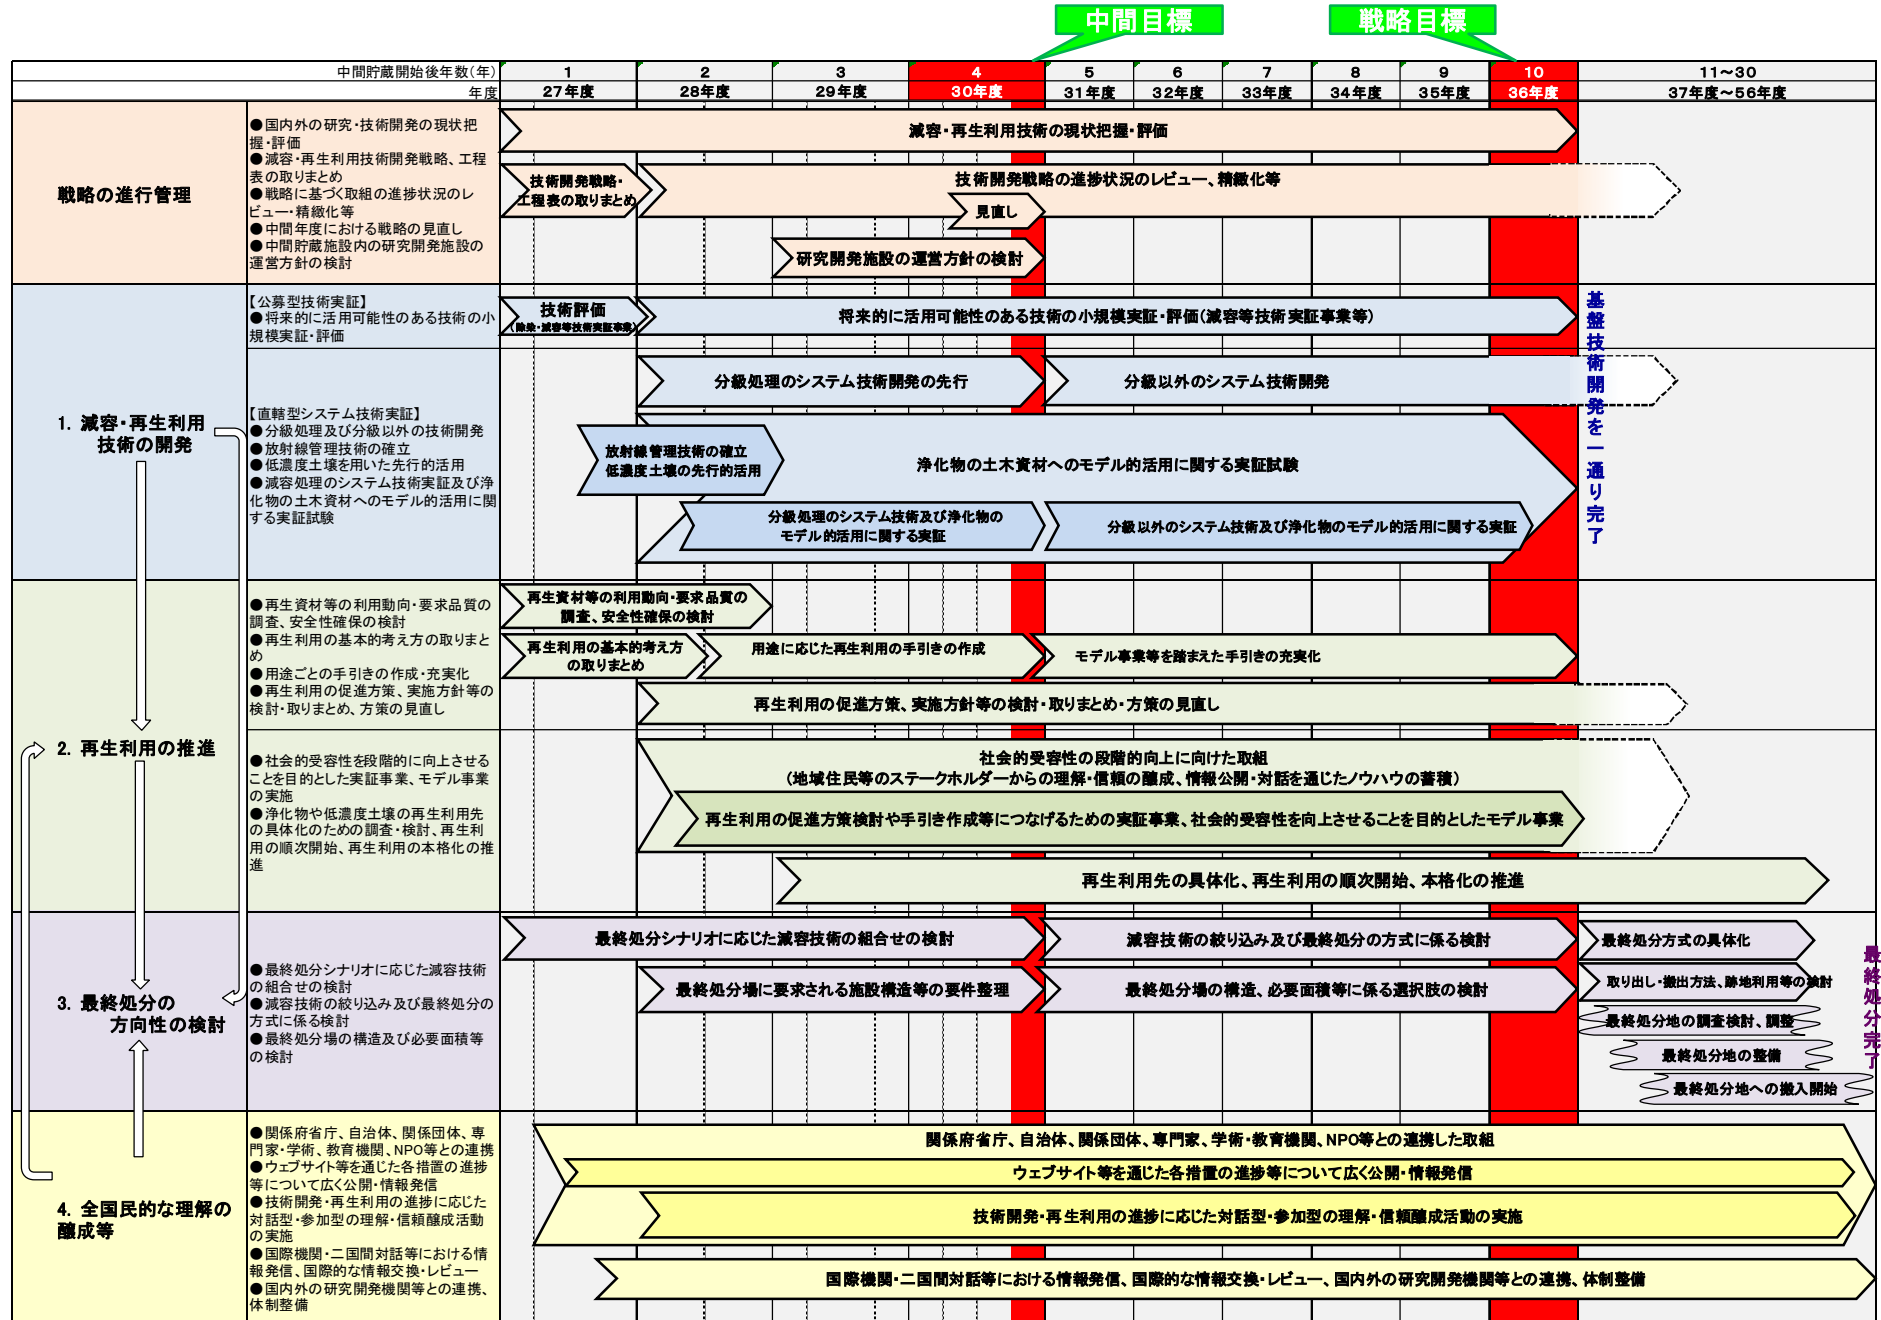 中間目標
戦略目標
中間貯蔵開始後年数(年)
1
2
3
4
5
6
7
8
9
10
11～30
年度
27年度
28年度
29年度
30年度
31年度
32年度
33年度
34年度
35年度
36年度
37年度～56年度
戦略の進行管理
●国内外の研究・技術開発の現状把
握・評価
●減容・再生利用技術開発戦略、工程
表の取りまとめ
●戦略に基づく取組の進捗状況のレ
ビュー・精緻化等
●中間年度における戦略の見直し
●中間貯蔵施設内の研究開発施設の
運営方針の検討
減容・再生利用技術の現状把握・評価
技術開発戦略・
工程表の取りまとめ
技術開発戦略の進捗状況のレビュー、精緻化等
見直し
研究開発施設の運営方針の検討
1. 減容・再生利用
技術の開発
【公募型技術実証】
●将来的に活用可能性のある技術の小
規模実証・評価
技術評価
(除染・減容等技術実証事業)
将来的に活用可能性のある技術の小規模実証・評価(減容等技術実証事業等)
【直轄型システム技術実証】
●分級処理及び分級以外の技術開発
●放射線管理技術の確立
●低濃度土壌を用いた先行的活用
●減容処理のシステム技術実証及び浄
化物の土木資材へのモデル的活用に関
する実証試験
分級処理のシステム技術開発の先行
分級以外のシステム技術開発
放射線管理技術の確立
低濃度土壌の先行的活用
浄化物の土木資材へのモデル的活用に関する実証試験
分級処理のシステム技術及び浄化物の
モデル的活用に関する実証
分級以外のシステム技術及び浄化物のモデル的活用に関する実証
基盤技術開発を一通り完了
2. 再生利用の推進
●再生資材等の利用動向・要求品質の
調査、安全性確保の検討
●再生利用の基本的考え方の取りまと
め
●用途ごとの手引きの作成・充実化
●再生利用の促進方策、実施方針等の
検討・取りまとめ、方策の見直し
再生資材等の利用動向・要求品質の
調査、安全性確保の検討
再生利用の基本的考え方
の取りまとめ
用途に応じた再生利用の手引きの作成
モデル事業等を踏まえた手引きの充実化
再生利用の促進方策、実施方針等の検討・取りまとめ・方策の見直し
●社会的受容性を段階的に向上させる
ことを目的とした実証事業、モデル事業
の実施
●浄化物や低濃度土壌の再生利用先
の具体化のための調査・検討、再生利
用の順次開始、再生利用の本格化の推
進
社会的受容性の段階的向上に向けた取組
(地域住民等のステークホルダーからの理解・信頼の醸成、情報公開・対話を通じたノウハウの蓄積)
再生利用の促進方策検討や手引き作成等につなげるための実証事業、社会的受容性を向上させることを目的としたモデル事業
再生利用先の具体化、再生利用の順次開始、本格化の推進
3. 最終処分の
方向性の検討
●最終処分シナリオに応じた減容技術
の組合せの検討
●減容技術の絞り込み及び最終処分の
方式に係る検討
●最終処分場の構造及び必要面積等
の検討
最終処分シナリオに応じた減容技術の組合せの検討
減容技術の絞り込み及び最終処分の方式に係る検討
最終処分方式の具体化
最終処分場に要求される施設構造等の要件整理
最終処分場の構造、必要面積等に係る選択肢の検討
取り出し・搬出方法、跡地利用等の検討
最終処分地の調査検討、調整
最終処分地の整備
最終処分地への搬入開始
最終処分完了
4. 全国民的な理解の
醸成等
●関係府省庁、自治体、関係団体、専
門家・学術、教育機関、NPO等との連携
●ウェブサイト等を通じた各措置の進捗
等について広く公開・情報発信
●技術開発・再生利用の進捗に応じた
対話型・参加型の理解・信頼醸成活動
の実施
●国際機関・二国間対話等における情
報発信、国際的な情報交換・レビュー
●国内外の研究開発機関等との連携、
体制整備
関係府省庁、自治体、関係団体、専門家、学術・教育機関、NPO等との連携した取組
ウェブサイト等を通じた各措置の進捗等について広く公開・情報発信
技術開発・再生利用の進捗に応じた対話型・参加型の理解・信頼醸成活動の実施
国際機関・二国間対話等における情報発信、国際的な情報交換・レビュー、国内外の研究開発機関等との連携、体制整備